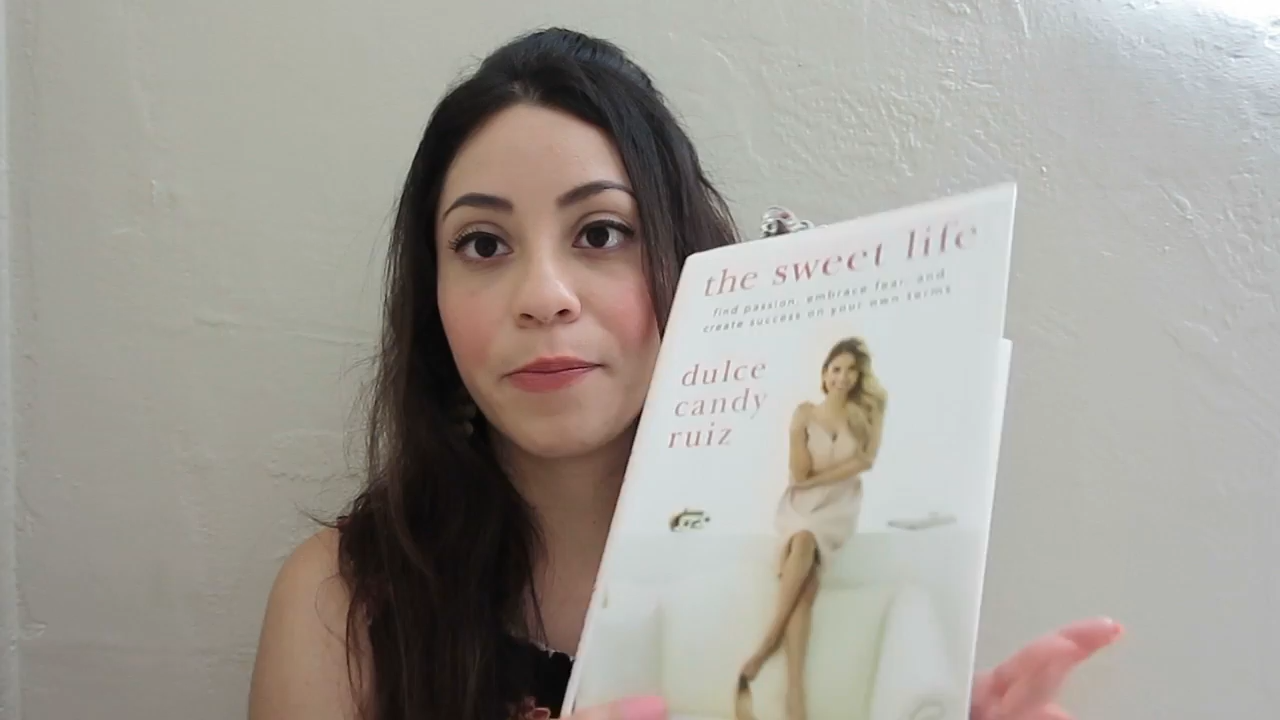 the sweet life
find passion, embrace fear, and
create success on your own terms
dulce
candy
ruiz